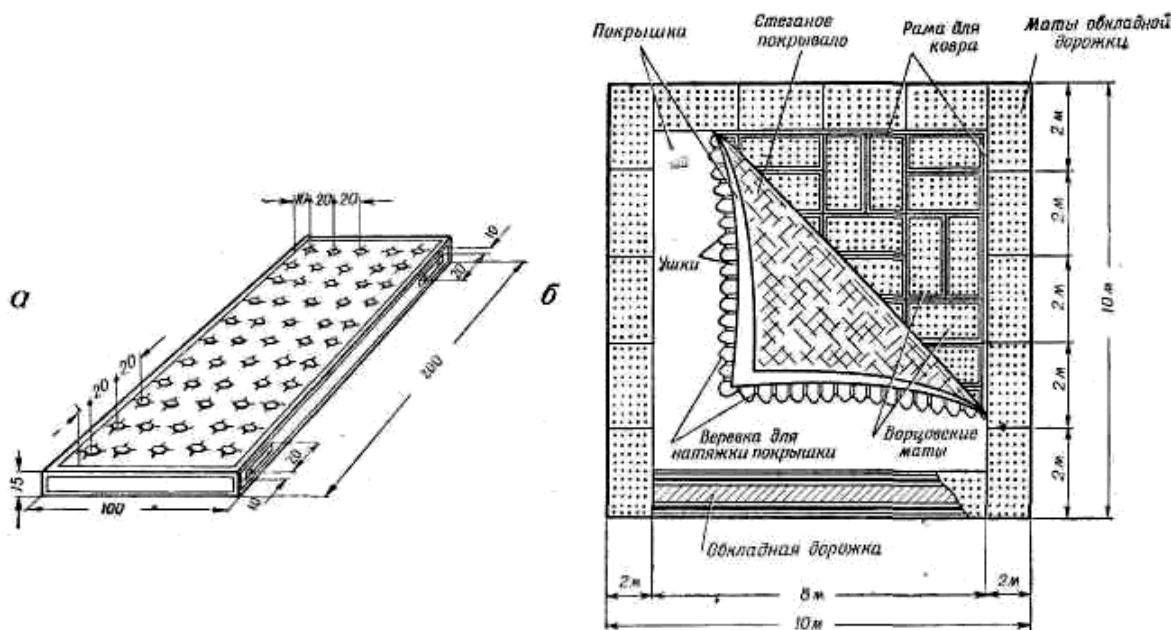 Покрышка
Стеганое
покрывало
Рама для
ковра
Маты обкладной
дорожки
2 м
2 м
2 м
2 м
2 м
10 м
Ушки
Веревка для
натяжки покрышки
Борцовские
маты
Обкладная дорожка
2 м
8 м
2 м
10 м
а
10
20
20
10
20
200
20
20
20
10
15
100
б